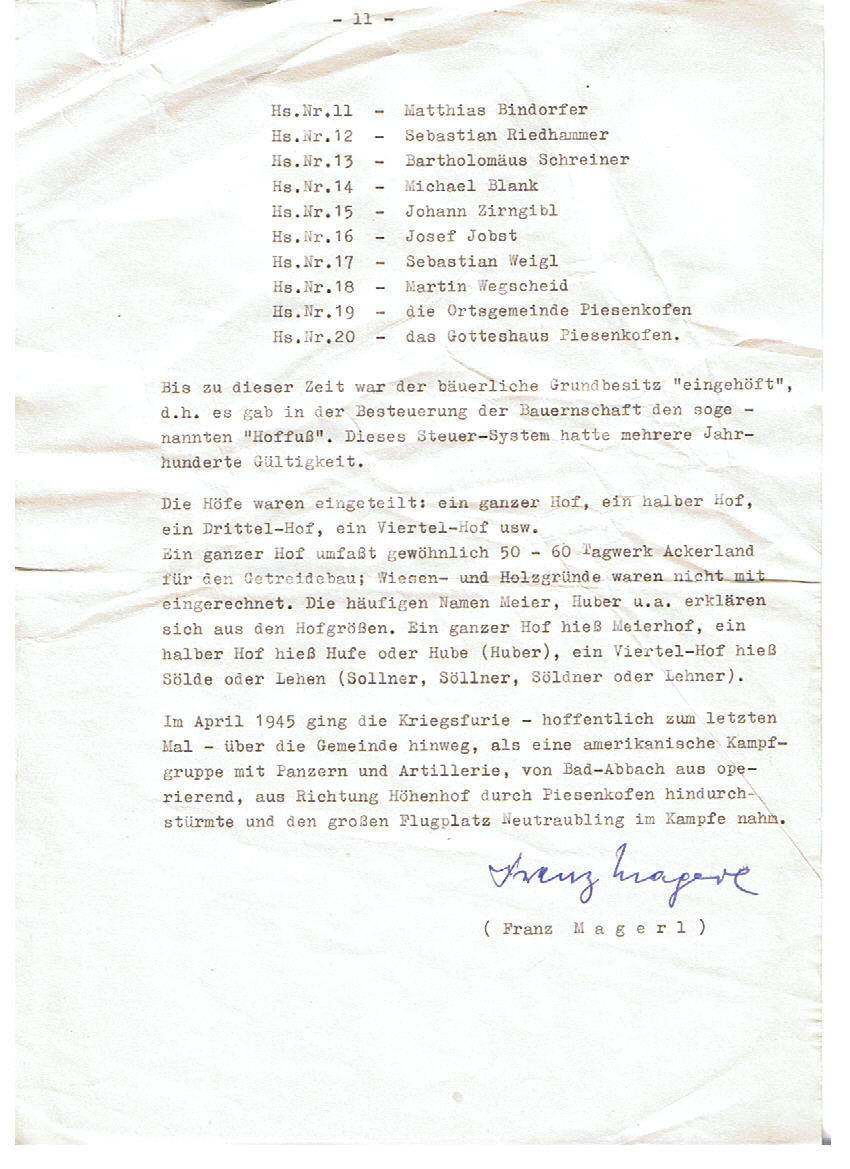 - 11 -
Hs.Nr.11 - Matthias Bindorfer
Hs.Nr.12 - Sebastian Riedhammer
Hs.Nr.13 - Bartholomäus Schreiner
Hs.Nr.14 - Michael Blank
Hs.Nr.15 - Johann Zirngibl
Hs.Nr.16 - Josef Jobst
Hs.Nr.17 - Sebastian Weigl
Hs.Nr.18 - Martin Wegscheid
Hs.Nr.19 - die Ortsgemeinde Piesenkofen
Hs.Nr.20 - das Gotteshaus Piesenkofen.
Bis zu dieser Zeit war der bäuerliche Grundbesitz "eingehöft",
d.h. es gab in der Besteuerung der Bauernschaft den soge -
nannten "Hoffuß". Dieses Steuer-System hatte mehrere Jahr-
hunderte Gültigkeit.
Die Höfe waren eingeteilt: ein ganzer Hof, ein halber Hof,
ein Drittel-Hof, ein Viertel-Hof usw.
Ein ganzer Hof umfaßt gewöhnlich 50 - 60 Tagwerk Ackerland
für den Getreidebau; Wiesen- und Holzgründe waren nicht mit
eingerechnet. Die häufigen Namen Meier, Huber u.a. erklären
sich aus den Hofgrößen. Ein ganzer Hof hieß Meierhof, ein
halber Hof hieß Hufe oder Hube (Huber), ein Viertel-Hof hieß
Sölde oder Lehen (Sollner, Söllner, Söldner oder Lehner).
Im April 1945 ging die Kriegsfurie - hoffentlich zum letzten
Mal - über die Gemeinde hinweg, als eine amerikanische Kampf-
gruppe mit Panzern und Artillerie, von Bad-Abbach aus ope-
rierend, aus Richtung Höhenhof durch Piesenkofen hindurch-
stürmte und den großen Flugplatz Neutraubling im Kampfe nahm.
Franz Magerl
( Franz M a g e r l )